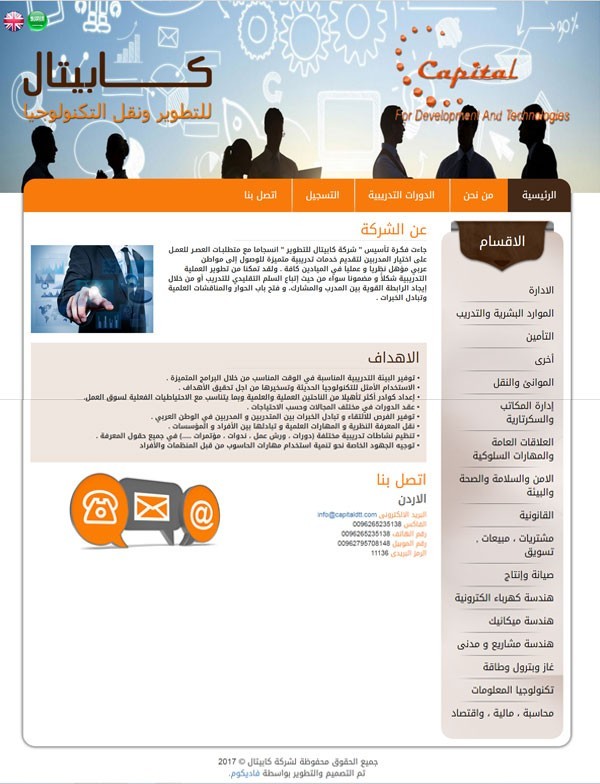 كـــابيتال
للتطوير ونقل التكنولوجيا
Capital
For Development And Technologies
الرئيسية
من نحن
الدورات التدريبية
التسجيل
اتصل بنا
الاقسام
الادارة
الموارد البشرية والتدريب
التأمين
أخرى
الموانئ والنقل
إدارة المكاتب
والسكرتارية
العلاقات العامة
والمهارات السلوكية
الامن والسلامة والصحة
والبيئة
القانونية
مشتريات ، مبيعات ,
تسويق
صيانة وإنتاج
هندسة كهرباء الكترونية
هندسة ميكانيك
هندسة مشاريع و مدنى
غاز وبترول وطاقة
تكنولوجيا المعلومات
محاسبة ، مالية ، واقتصاد
عن الشركة
جاءت فكـرة تأسيس " شركة كابيتال للتطوير " انسجاما مع متطلبـات العصـر للعمـل
على اختيار المدربين لتقديم خدمات تدريبية متميزة للوصول إلى مواطن
عربي مؤهل نظريا و عمليا في الميادين كافة . ولقد تمكنا من تطوير العملية
التدريبية شكلاً و مضمونا سواء من حيث إتباع السلم التقليدي للتدريب أو من خلال
إيجاد الرابطة القوية بين المدرب والمشارك، و فتح باب الحوار والمناقشات العلمية
وتبادل الخبرات .
الاهداف
• توفير البيئة التدريبية المناسبة في الوقت المناسب من خلال البرامج المتميزة .
• الاستخدام الأمثل للتكنولوجيا الحديثة وتسخيرها من اجل تحقيق الأهداف .
• إعداد كوادر أكثر تأهيلا من الناحتين العملية والعلمية وبما يتناسب مع الاحتياطيات الفعلية لسوق العمل.
• عقد الدورات في مختلف المجالات وحسب الاحتياجات .
• توفير الفرص للالتقاء و تبادل الخبرات بين المتدربين و المدربين في الوطن العربي .
• نقل المعرفة النظرية و المهارات العلمية و تبادلها بين الأفراد و المؤسسات .
• تنظيم نشاطات تدريبية مختلفة (دورات ، ورش عمل ، ندوات ، مؤتمرات .....) في جميع حقول المعرفة .
• توجيه الجهود الخاصة نحو تنمية استخدام مهارات الحاسوب من قبل المنظمات والأفراد
اتصل بنا
الاردن
البريد الالكترونى info@capitaldtt.com
الفاكس 0096265235138
رقم الهاتف 0096265235138
رقم الموبيل 00962795708148
الرمز البريدى 11136
جميع الحقوق محفوظة لشركة كابيتال © 2017
تم التصميم والتطوير بواسطة فاديكوم.